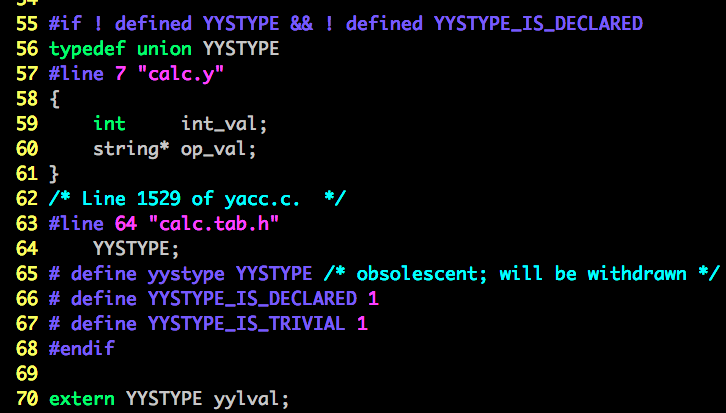 55 #if ! defined YYSTYPE && ! defined YYSTYPE_IS_DECLARED
56 typedef union YYSTYPE
57 #line 7 "calc.y"
58 {
59     int     int_val;
60     string* op_val;
61 }
62 /* Line 1529 of yacc.c.  */
63 #line 64 "calc.tab.h"
64     YYSTYPE;
65 # define yystype YYSTYPE /* obsolescent; will be withdrawn */
66 # define YYSTYPE_IS_DECLARED 1
67 # define YYSTYPE_IS_TRIVIAL 1
68 #endif
69
70 extern YYSTYPE yylval;